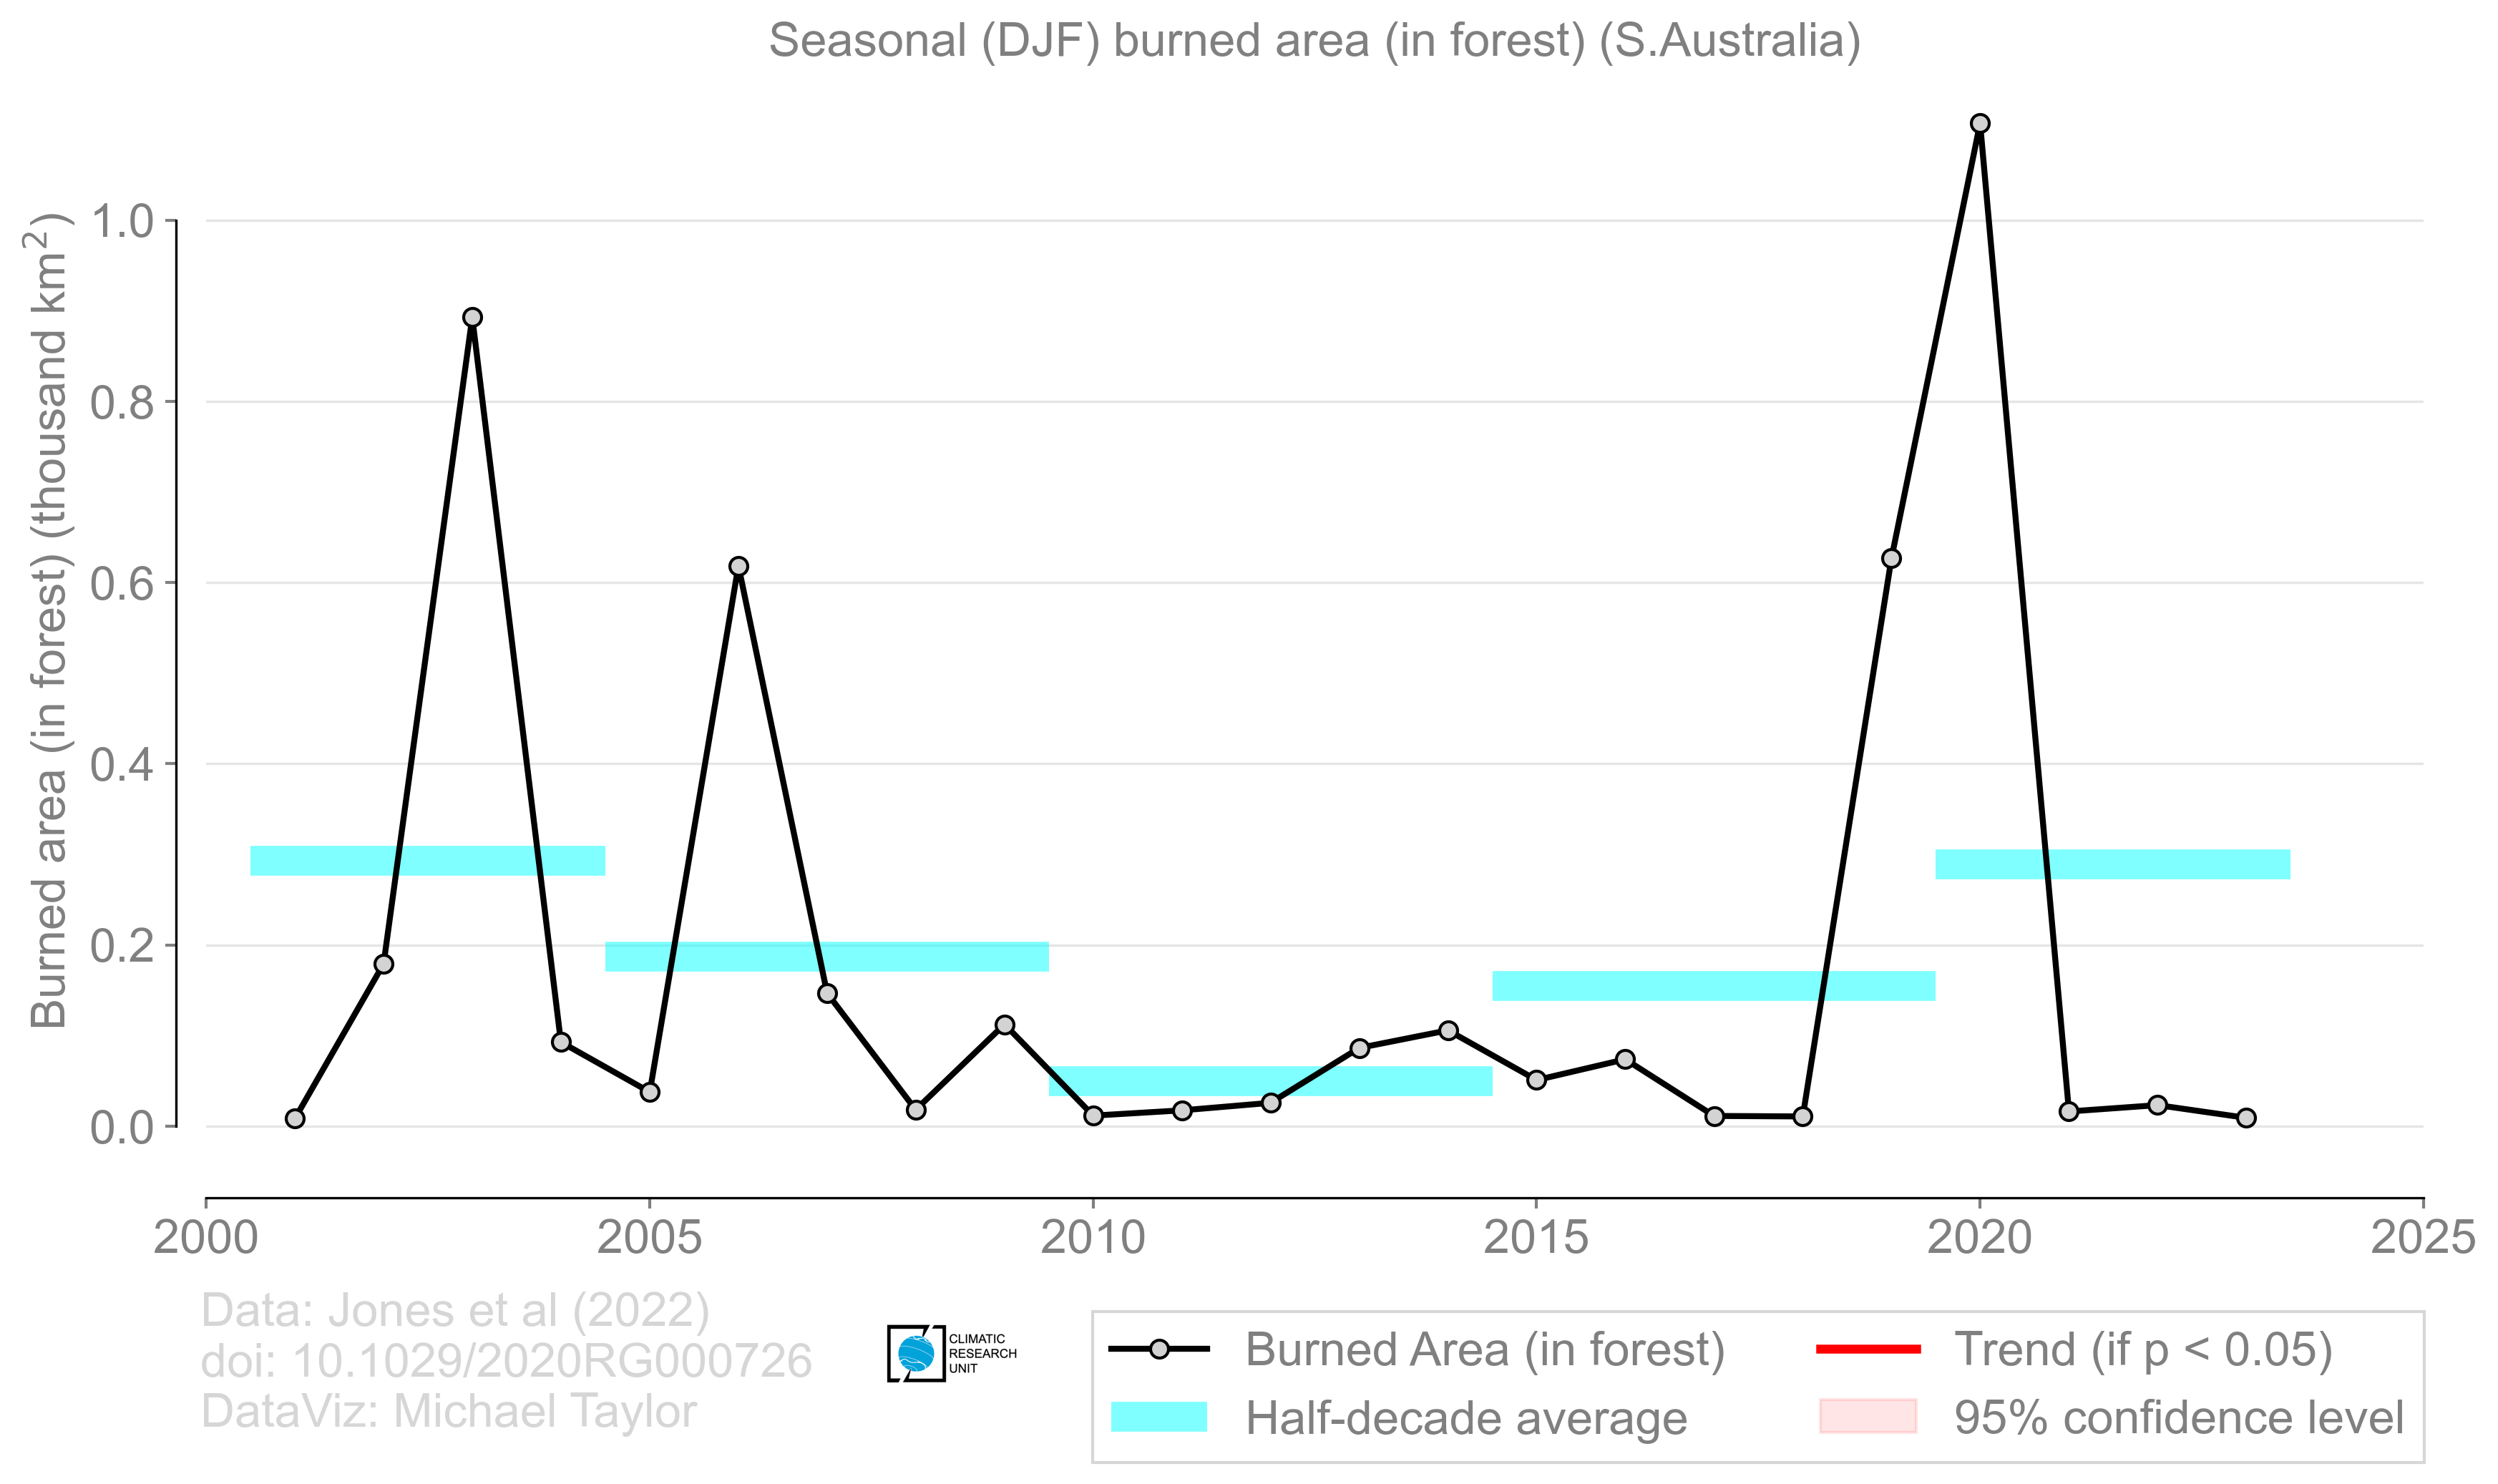 Seasonal (DJF) burned area (in forest) (S.Australia)
Burned area (in forest) (thousand km²)
1.0
0.8
0.6
0.4
0.2
0.0
2000 2005 2010 2015 2020 2025
Data: Jones et al (2022)
doi: 10.1029/2020RG000726
DataViz: Michael Taylor
CLIMATIC
RESEARCH
UNIT
Burned Area (in forest)
Half-decade average
Trend (if p < 0.05)
95% confidence level